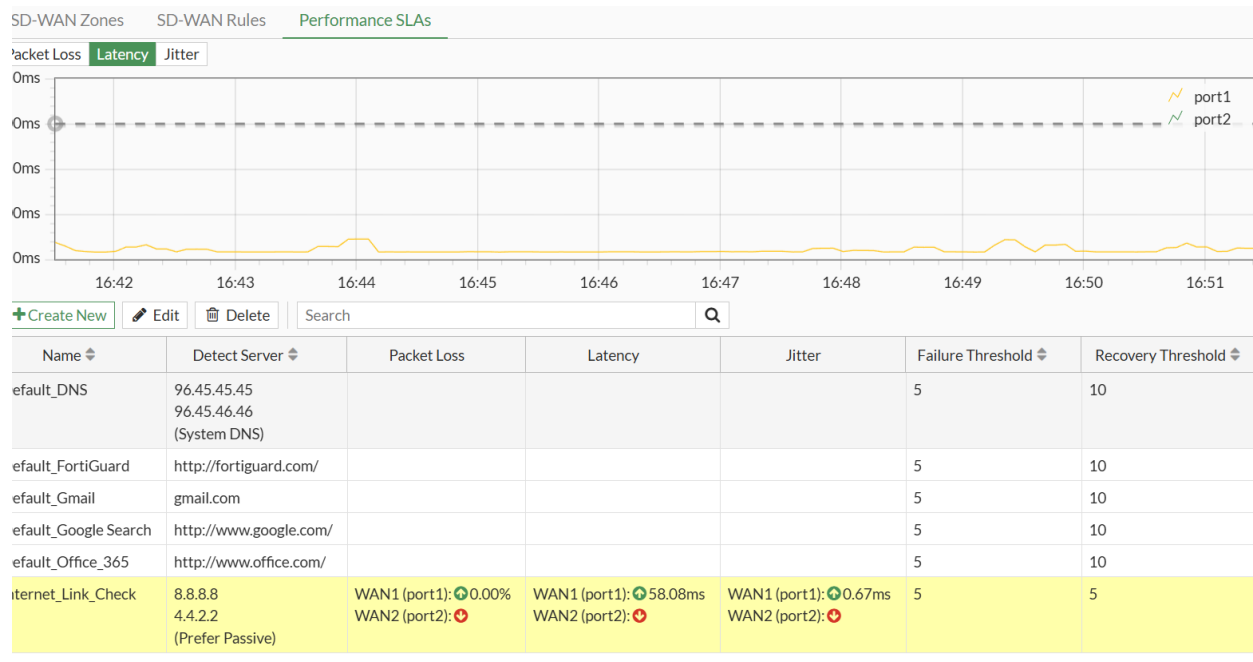 SD-WAN Zones SD-WAN Rules Performance SLAs
Packet Loss Latency Jitter
0ms
0ms
0ms
0ms
0ms
port1
port2
16:42 16:43 16:44 16:45 16:46 16:47 16:48 16:49 16:50 16:51
+ Create New Edit Delete Search
Name Detect Server Packet Loss Latency Jitter Failure Threshold Recovery Threshold
efault_DNS 96.45.45.45 5 10
96.45.46.46
(System DNS)
efault_FortiGuard http://fortiguard.com/ 5 10
efault_Gmail gmail.com 5 10
efault_Google Search http://www.google.com/ 5 10
efault_Office_365 http://www.office.com/ 5 10
ternet_Link_Check 8.8.8.8 WAN1 (port1): 0.00% WAN1 (port1): 58.08ms WAN1 (port1): 0.67ms 5 5
4.4.2.2 WAN2 (port2): WAN2 (port2): WAN2 (port2):
(Prefer Passive)